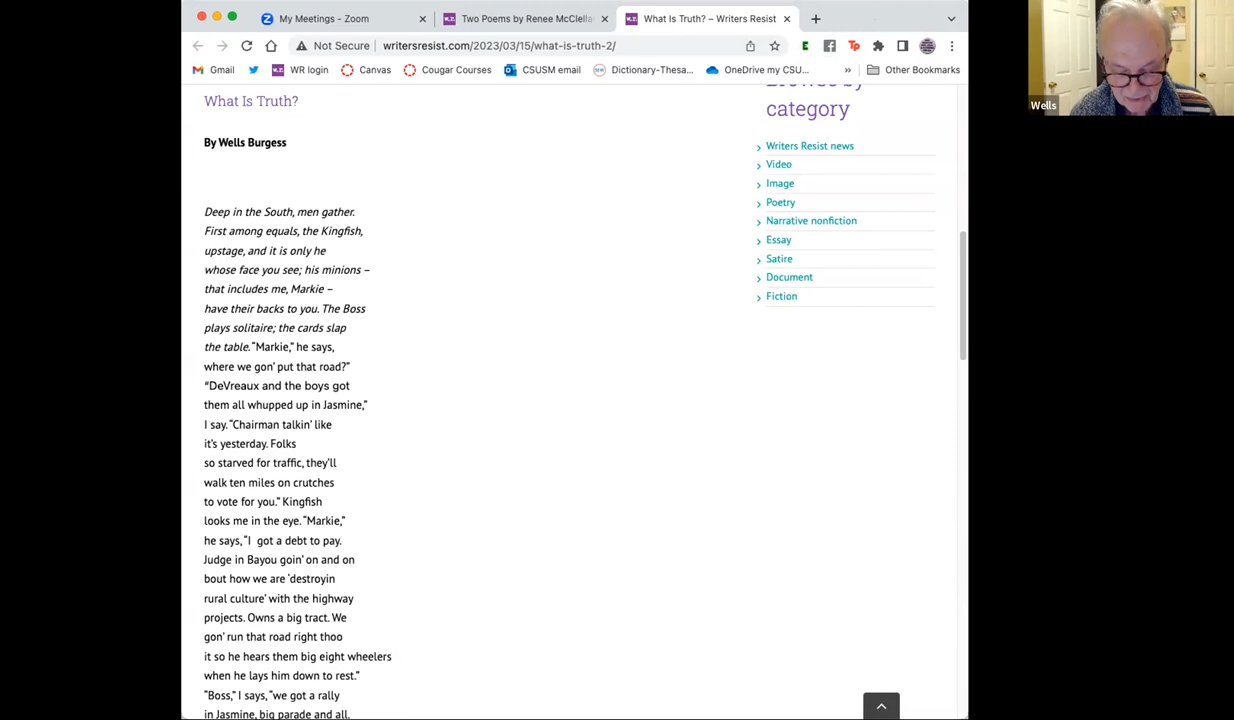 My Meetings - Zoom
Two Poems by Renee McClella
What Is Truth? – Writers Resist
Not Secure
writersresist.com/2023/03/15/what-is-truth-2/
Gmail
WR login
Canvas
Cougar Courses
CSUSM email
Dictionary-Thesa...
OneDrive my CSU...
»
Other Bookmarks
Wells
What Is Truth?
By Wells Burgess
Deep in the South, men gather.
First among equals, the Kingfish,
upstage, and it is only he
whose face you see; his minions –
that includes me, Markie –
have their backs to you. The Boss
plays solitaire; the cards slap
the table. “Markie,” he says,
where we gon’ put that road?”
“DeVreaux and the boys got
them all whupped up in Jasmine,”
I say. “Chairman talkin’ like
it’s yesterday. Folks
so starved for traffic, they’ll
walk ten miles on crutches
to vote for you.” Kingfish
looks me in the eye. “Markie,”
he says, “I  got a debt to pay.
Judge in Bayou goin’ on and on
bout how we are ‘destroyin
rural culture’ with the highway
projects. Owns a big tract. We
gon’ run that road right thoo
it so he hears them big eight wheelers
when he lays him down to rest.”
“Boss,” I says, “we got a rally
in Jasmine, big parade and all.
Browse by
category
Writers Resist news
Video
Image
Poetry
Narrative nonfiction
Essay
Satire
Document
Fiction